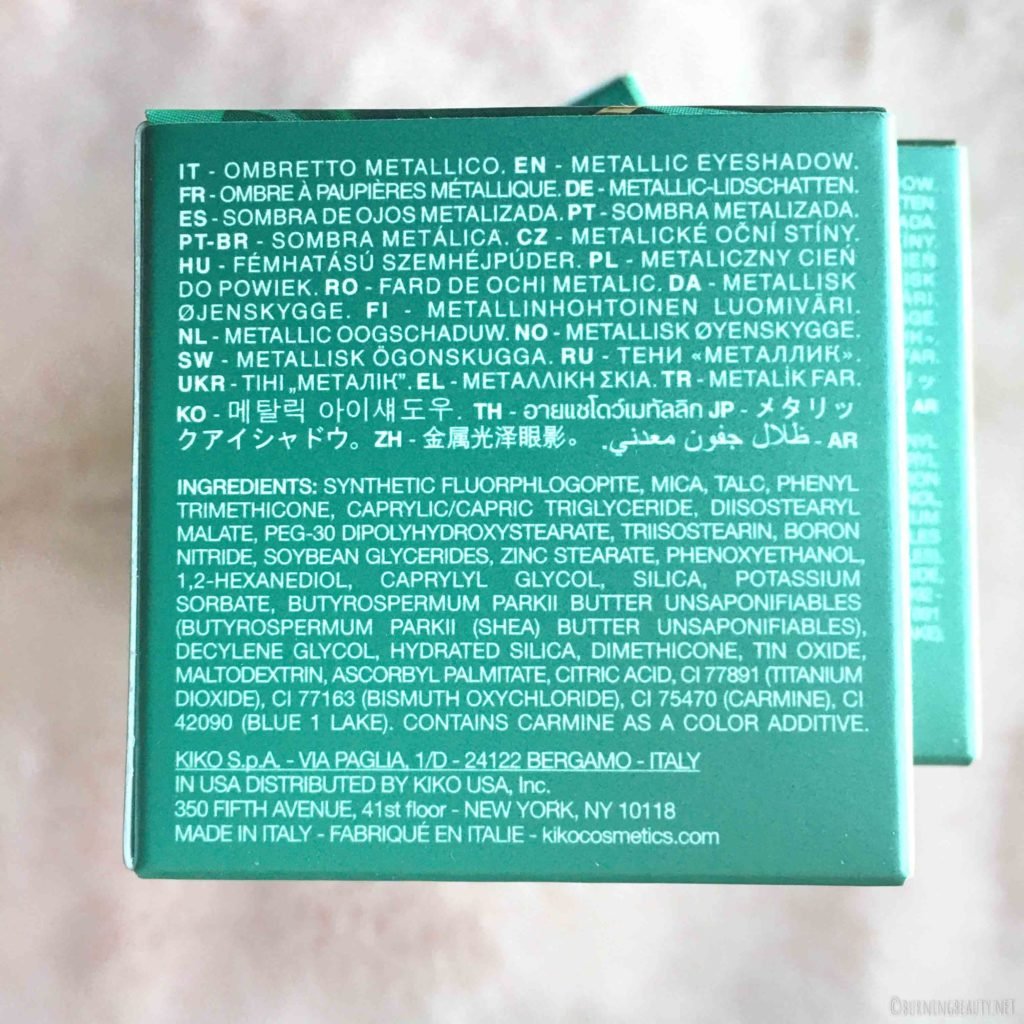 IT - OMBRETTO METALLICO. EN - METALLIC EYESHADOW.
FR - OMBRE À PAUPIÈRES MÉTALLIQUE. DE - METALLIC-LIDSCHATTEN.
ES - SOMBRA DE OJOS METALIZADA. PT - SOMBRA METALIZADA.
PT-BR - SOMBRA METÁLICA. CZ - METALICKÉ OČNÍ STÍNY.
HU - FÉMHATÁSÚ SZEMHÉJPÚDER. PL - METALICZNY CIEŃ
DO POWIEK. RO - FARD DE OCHI METALIC. DA - METALLISK
ØJENSKYGGE. FI - METALLINHOHTOINEN LUOMIVÄRI.
NL - METALLIC OOGSCHADUW. NO - METALLISK ØYENSKYGGE.
SW - METALLISK ÖGONSKUGGA. RU - ТЕНИ «МЕТАЛЛИК».
UKR - ТІНІ „МЕТАЛІК”. EL - ΜΕΤΑΛΛΙΚΗ ΣΚΙΑ. TR - METALİK FAR.
KO - 메탈릭 아이섀도우. TH - อายแชโดว์เมทัลลิก JP - メタリッ
クアイシャドウ。 ZH - 金属光泽眼影。 AR - ظلال جفون معدني.
INGREDIENTS: SYNTHETIC FLUORPHLOGOPITE, MICA, TALC, PHENYL
TRIMETHICONE, CAPRYLIC/CAPRIC TRIGLYCERIDE, DIISOSTEARYL
MALATE, PEG-30 DIPOLYHYDROXYSTEARATE, TRIISOSTEARIN, BORON
NITRIDE, SOYBEAN GLYCERIDES, ZINC STEARATE, PHENOXYETHANOL,
1,2-HEXANEDIOL, CAPRYLYL GLYCOL, SILICA, POTASSIUM
SORBATE, BUTYROSPERMUM PARKII BUTTER UNSAPONIFIABLES
(BUTYROSPERMUM PARKII (SHEA) BUTTER UNSAPONIFIABLES),
DECYLENE GLYCOL, HYDRATED SILICA, DIMETHICONE, TIN OXIDE,
MALTODEXTRIN, ASCORBYL PALMITATE, CITRIC ACID, CI 77891 (TITANIUM
DIOXIDE), CI 77163 (BISMUTH OXYCHLORIDE), CI 75470 (CARMINE), CI
42090 (BLUE 1 LAKE). CONTAINS CARMINE AS A COLOR ADDITIVE.
KIKO S.p.A. - VIA PAGLIA, 1/D - 24122 BERGAMO - ITALY
IN USA DISTRIBUTED BY KIKO USA, Inc.
350 FIFTH AVENUE, 41st floor - NEW YORK, NY 10118
MADE IN ITALY - FABRIQUÉ EN ITALIE - kikocosmetics.com
©BURNINGBEAUTY.NET